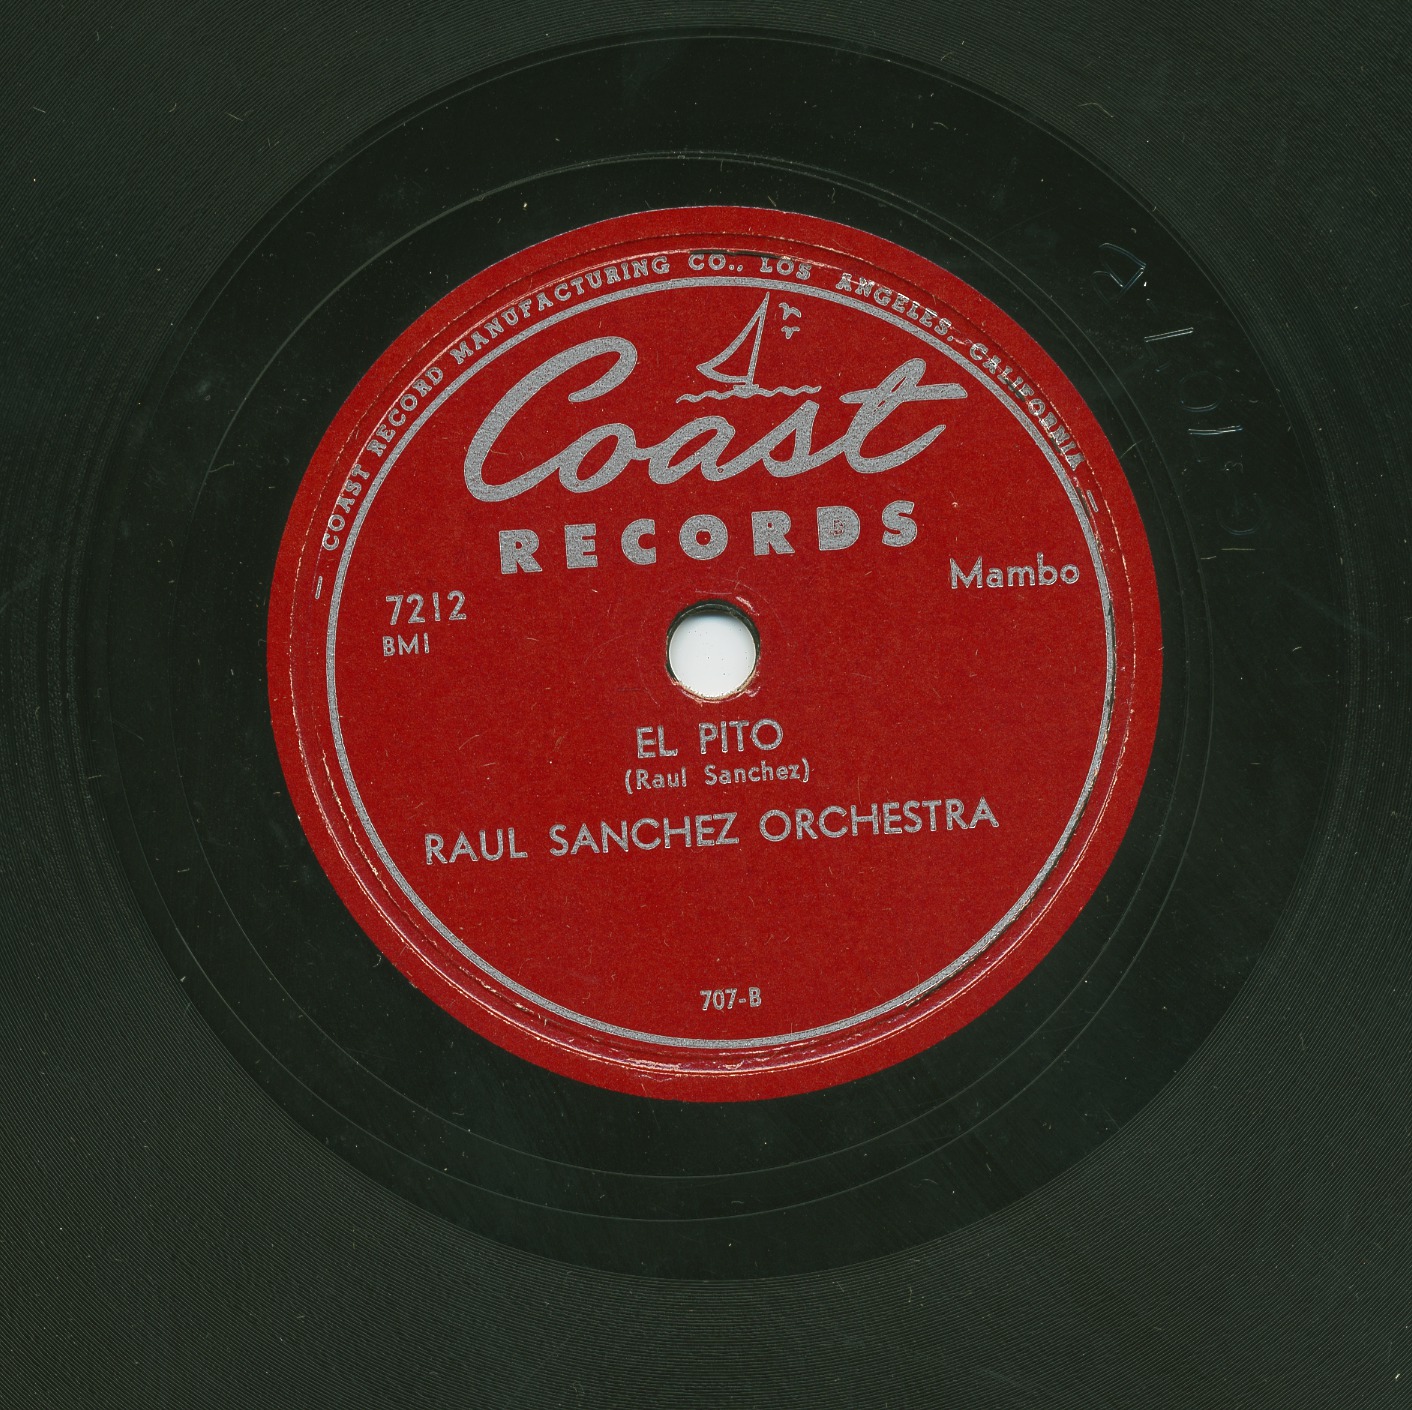 COAST RECORD MANUFACTURING CO., LOS ANGELES, CALIFORNIA
Coast
RECORDS
Mambo
7212
BMI
EL PITO
(Raul Sanchez)
RAUL SANCHEZ ORCHESTRA
707-B